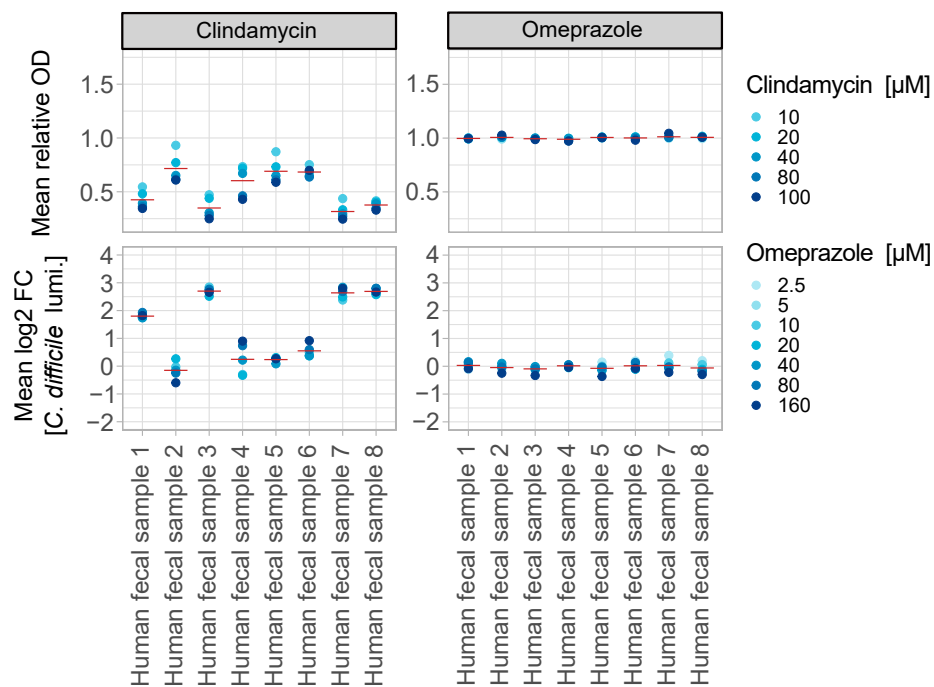 Clindamycin
Omeprazole
Mean relative OD
1.5
1.0
0.5
1.5
1.0
0.5
Mean log2 FC
[C. difficile lumi.]
4
3
2
1
0
−1
−2
4
3
2
1
0
−1
−2
Human fecal sample 1
Human fecal sample 2
Human fecal sample 3
Human fecal sample 4
Human fecal sample 5
Human fecal sample 6
Human fecal sample 7
Human fecal sample 8
Human fecal sample 1
Human fecal sample 2
Human fecal sample 3
Human fecal sample 4
Human fecal sample 5
Human fecal sample 6
Human fecal sample 7
Human fecal sample 8
Clindamycin [µM]
10
20
40
80
100
Omeprazole [µM]
2.5
5
10
20
40
80
160